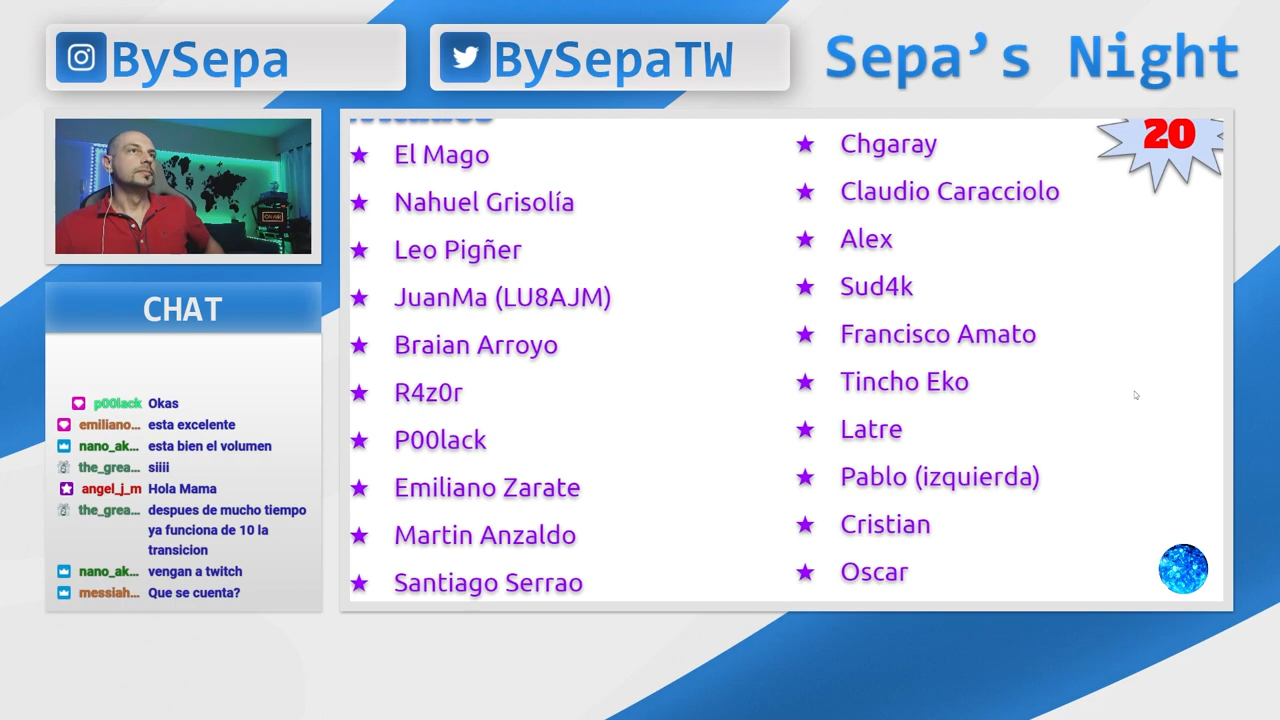 BySepa
BySepaTW
Sepa’s Night
El Mago
Nahuel Grisolía
Leo Pigñer
JuanMa (LU8AJM)
Braian Arroyo
R4z0r
P00lack
Emiliano Zarate
Martin Anzaldo
Santiago Serrao
Chgaray
Claudio Caracciolo
Alex
Sud4k
Francisco Amato
Tincho Eko
Latre
Pablo (izquierda)
Cristian
Oscar
20
CHAT
p00lack Okas
emiliano... esta excelente
nano_ak... esta bien el volumen
the_grea... siiii
angel_j_m Hola Mama
the_grea... despues de mucho tiempo
ya funciona de 10 la
transicion
nano_ak... vengan a twitch
messiah... Que se cuenta?